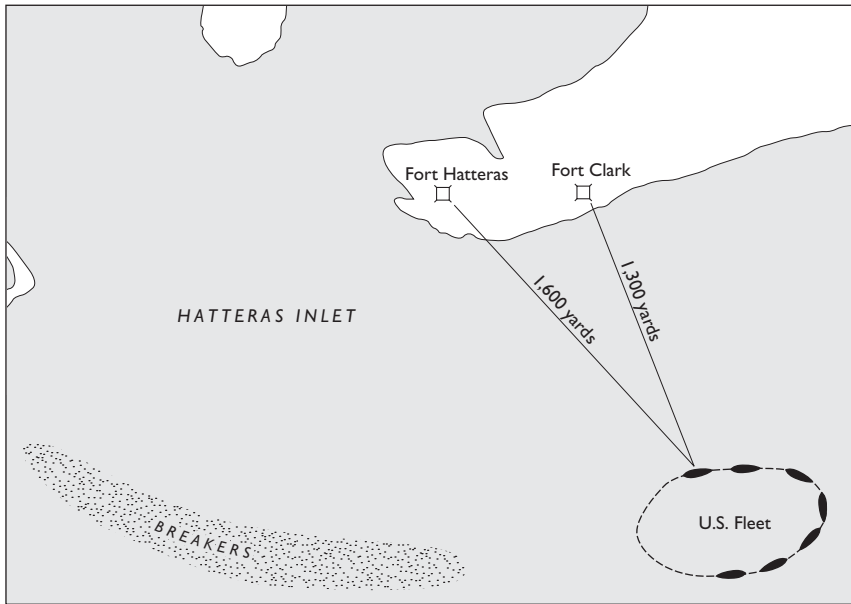 Fort Hatteras
Fort Clark
1,600 yards
1,300 yards
HATTERAS INLET
BREAKERS
U.S. Fleet